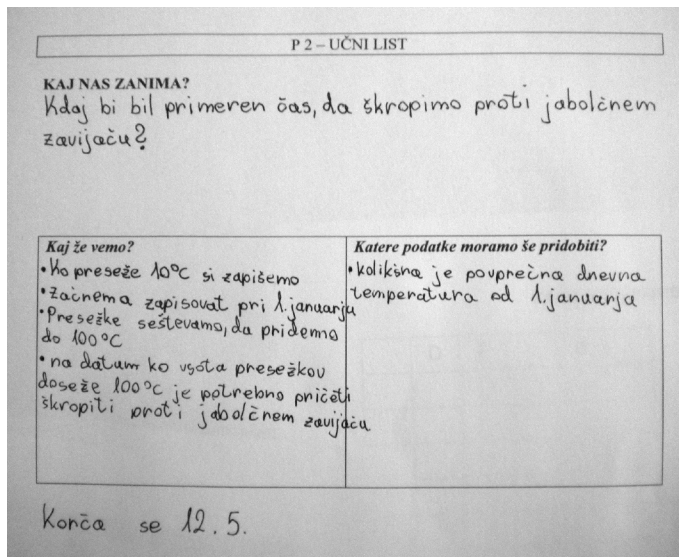 P 2 – UČNI LIST
KAJ NAS ZANIMA?
Kdaj bi bil primeren čas, da škropimo proti jabolčnem
zavijaču?
Kaj že vemo?
• Ko preseže 10°C si zapišemo
• začnema zapisovat pri 1. januarju
• Presežke seštevamo, da pridemo
do 100°C
• na datum ko vsota presežkov
doseže 100°C je potrebno pričeti
škropiti proti jabolčnem zavijaču
Katere podatke moramo še pridobiti?
• kolikšna je povprečna dnevna
temperatura od 1. januarja
Konča se 12. 5.